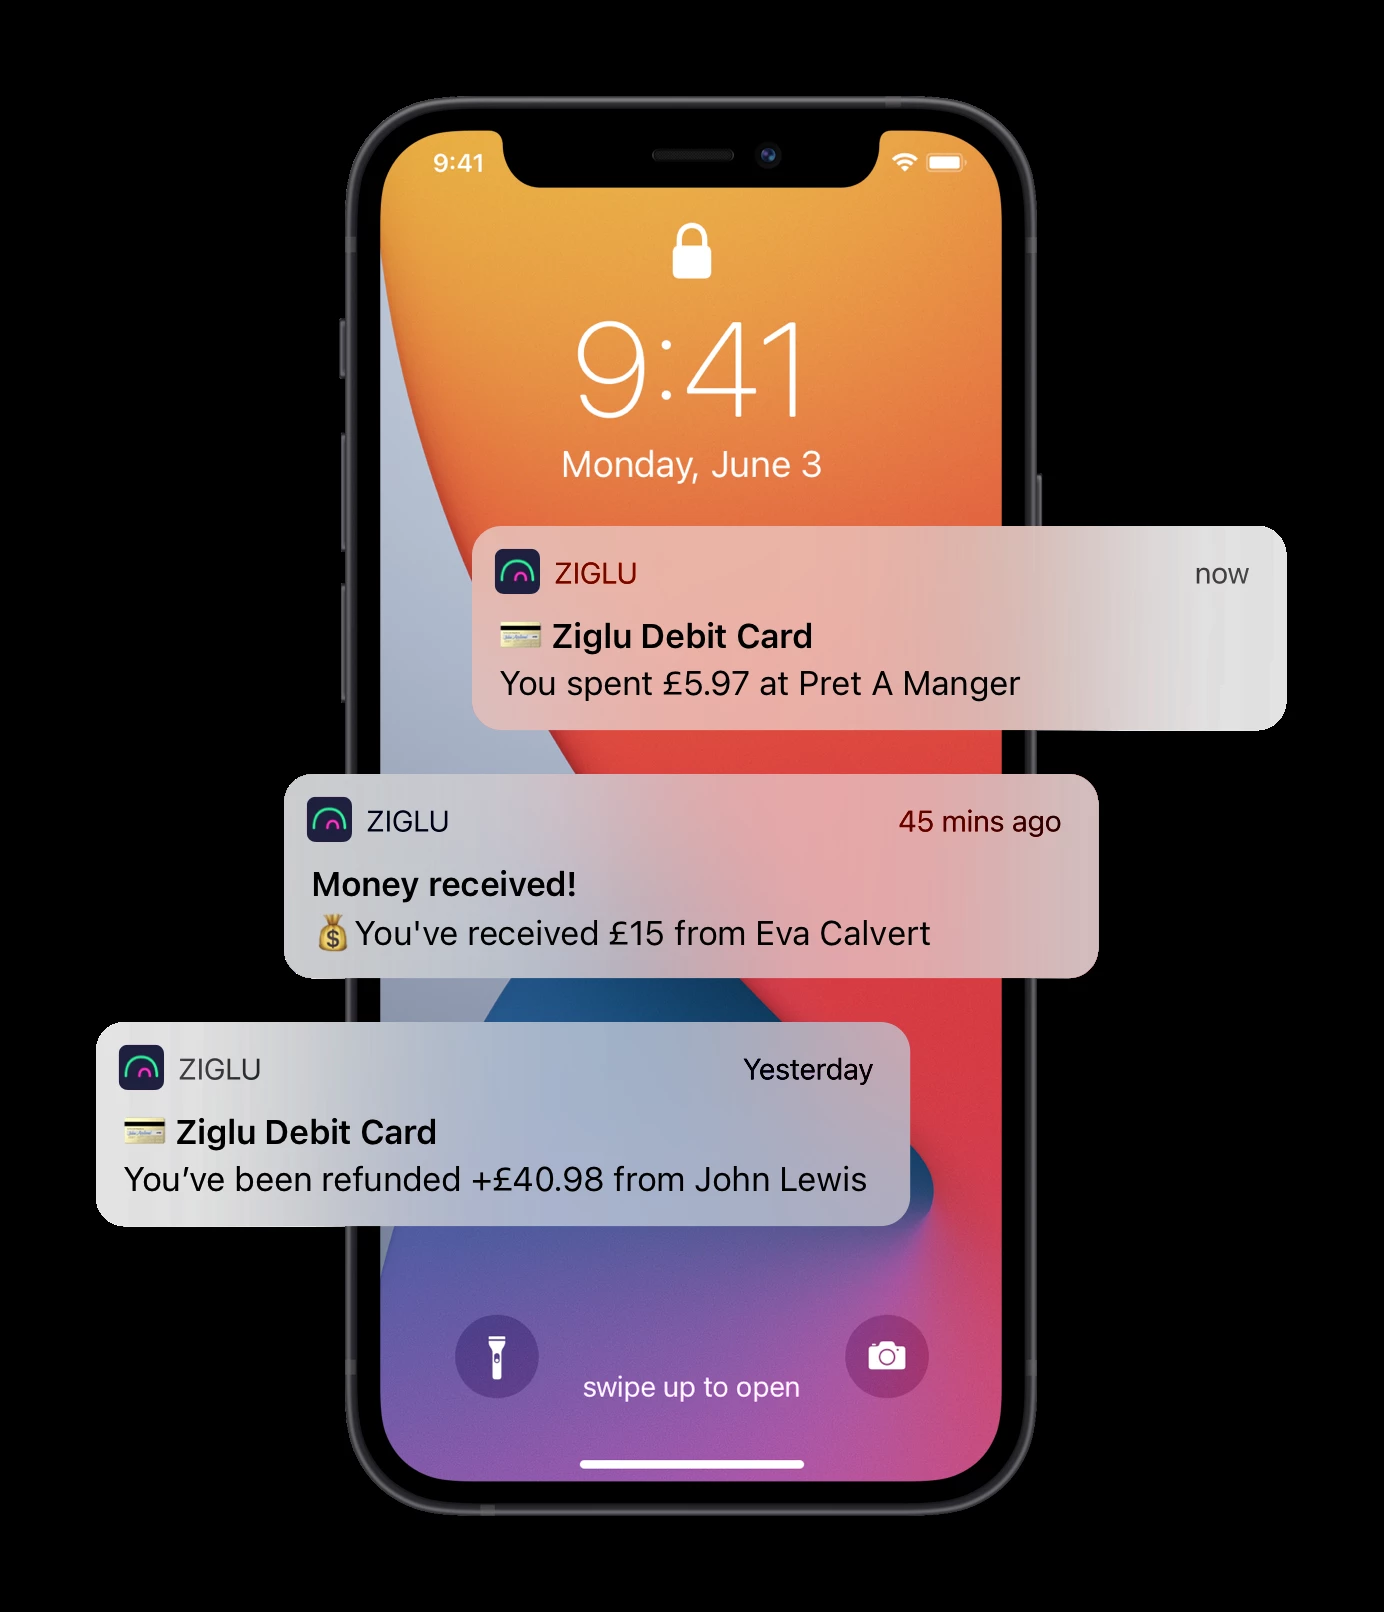 9:41
9:41
Monday, June 3
ZIGLU now
💳 Ziglu Debit Card
You spent £5.97 at Pret A Manger
ZIGLU 45 mins ago
Money received!
💰You've received £15 from Eva Calvert
ZIGLU Yesterday
💳 Ziglu Debit Card
You’ve been refunded +£40.98 from John Lewis
swipe up to open